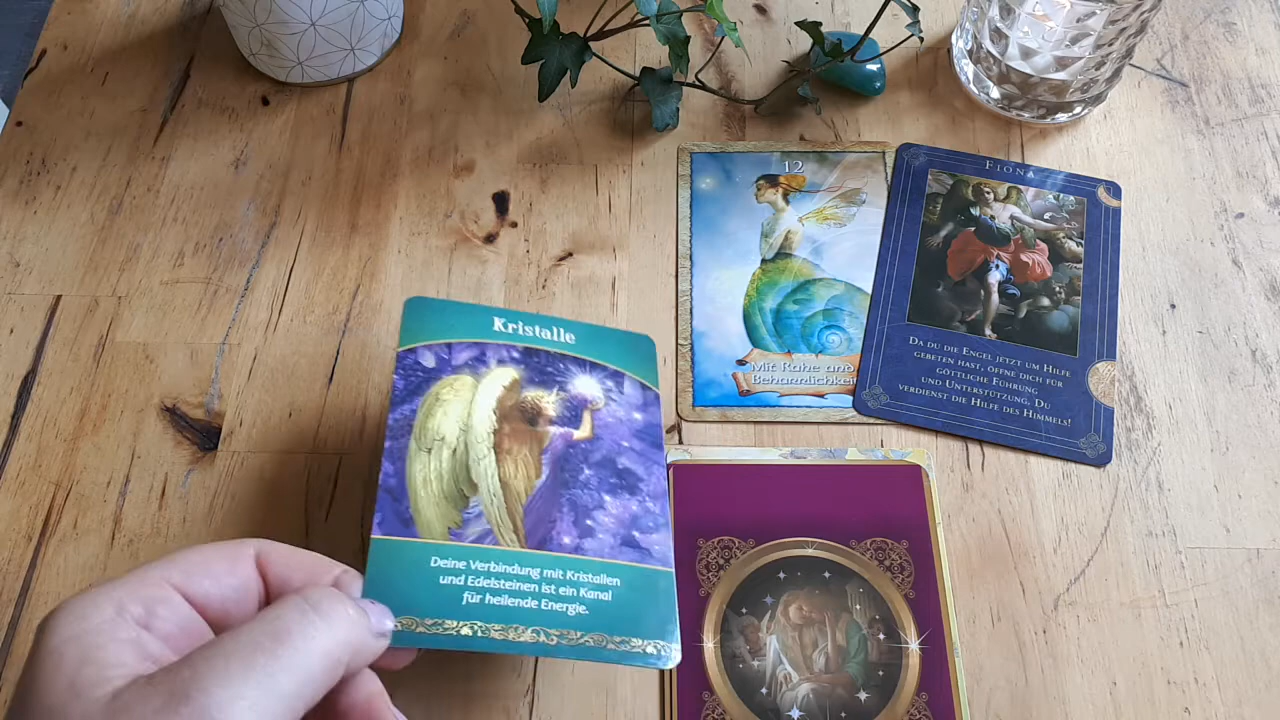 12
Mit Ruhe und
Beharrlichkeit
FIONA
DA DU DIE ENGEL JETZT UM HILFE
GEBETEN HAST, ÖFFNE DICH FÜR
GÖTTLICHE FÜHRUNG
UND UNTERSTÜTZUNG. DU
VERDIENST DIE HILFE DES HIMMELS!
Kristalle
Deine Verbindung mit Kristallen
und Edelsteinen ist ein Kanal
für heilende Energie.